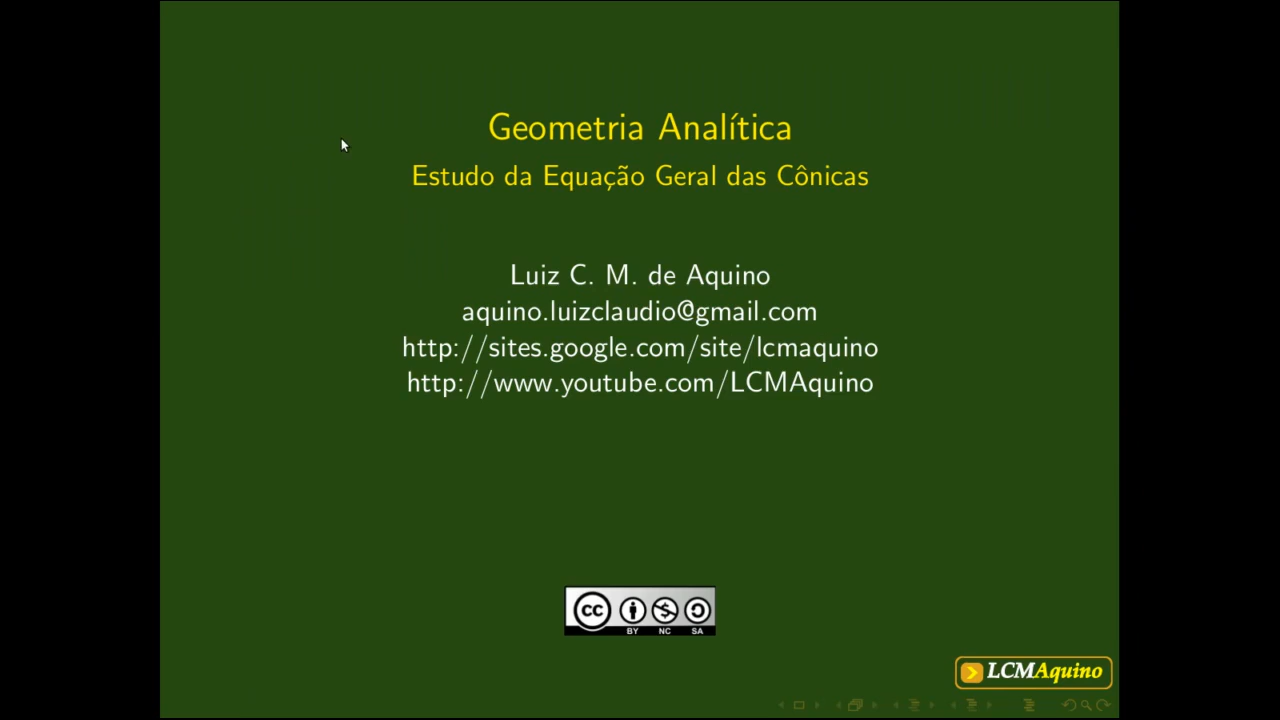 Geometria Analítica
Estudo da Equação Geral das Cônicas
Luiz C. M. de Aquino
aquino.luizclaudio@gmail.com
http://sites.google.com/site/lcmaquino
http://www.youtube.com/LCMAquino
cc
BY NC SA
LCMAquino